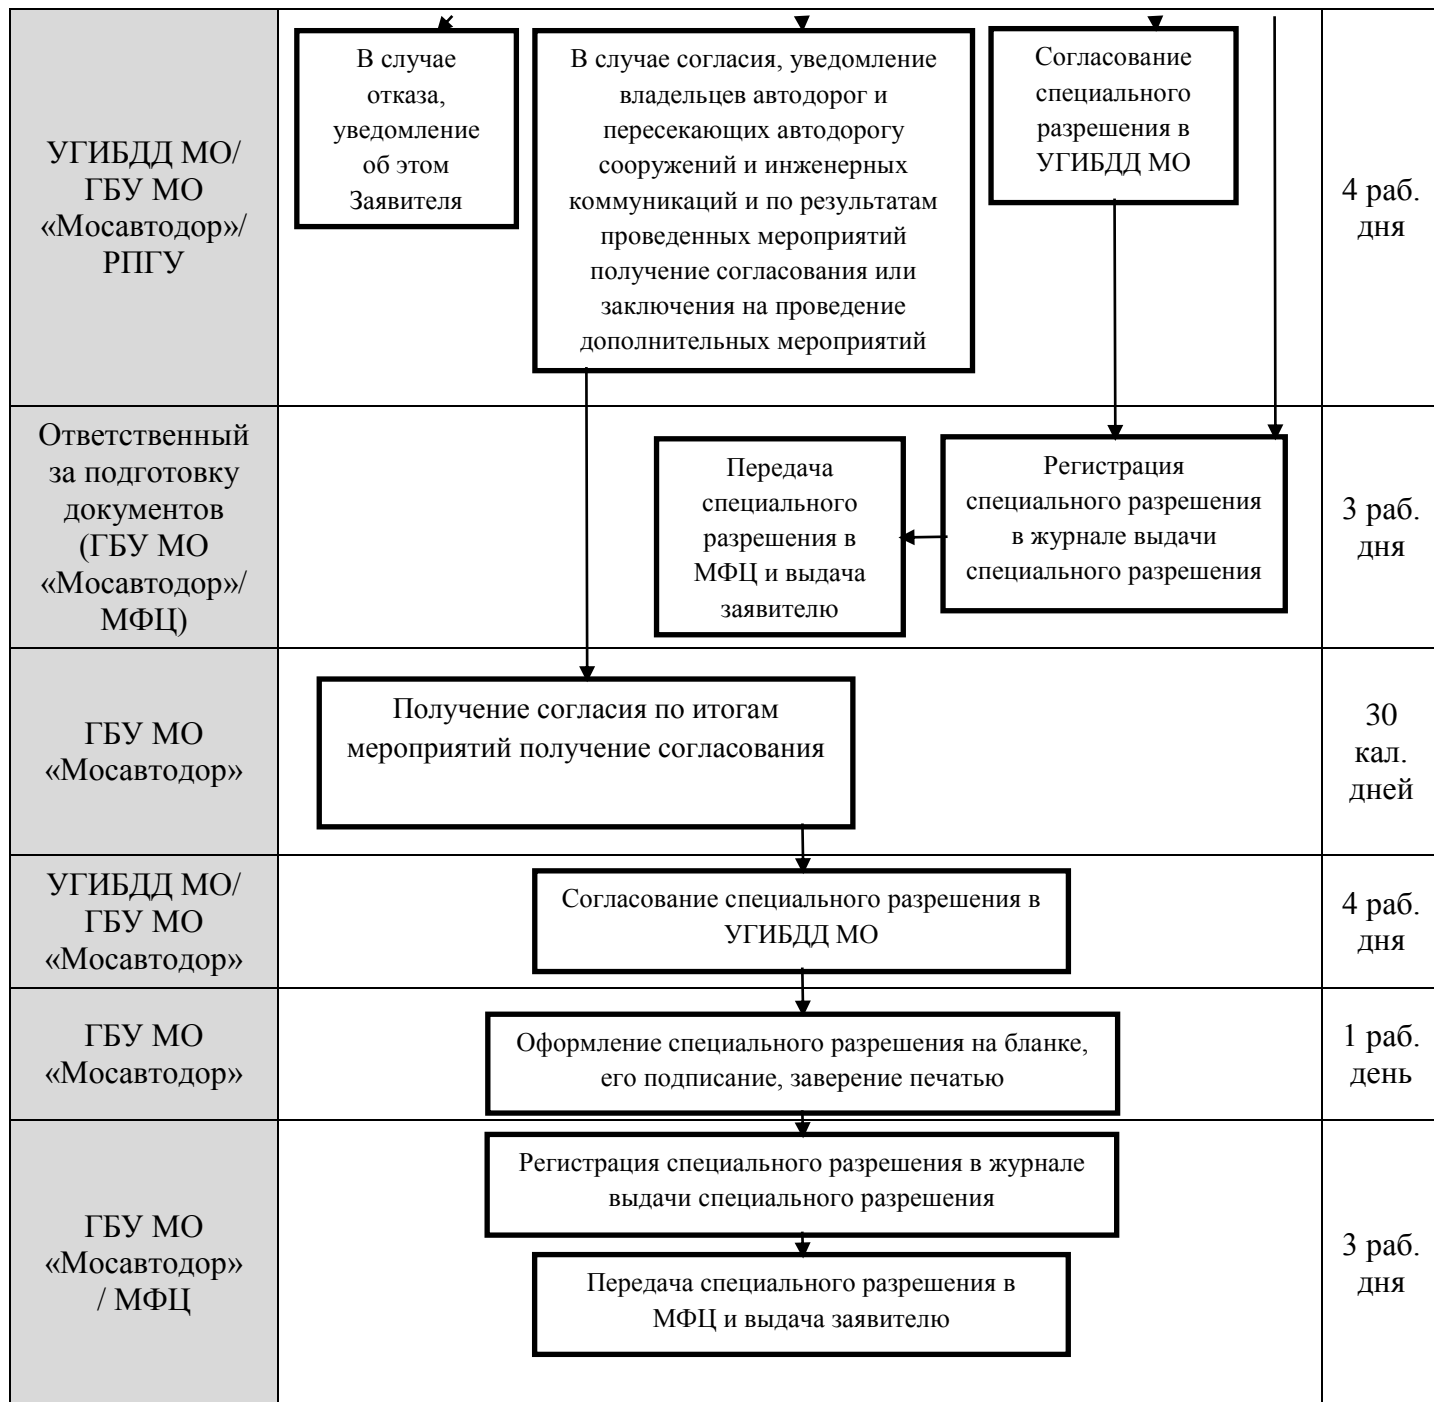 УГИБДД МО/
ГБУ МО
«Мосавтодор»/
РПГУ
В случае
отказа,
уведомление
об этом
Заявителя
В случае согласия, уведомление
владельцев автодорог и
пересекающих автодорогу
сооружений и инженерных
коммуникаций и по результатам
проведенных мероприятий
получение согласования или
заключения на проведение
дополнительных мероприятий
Согласование
специального
разрешения в
УГИБДД МО
4 раб.
дня
Ответственный
за подготовку
документов
(ГБУ МО
«Мосавтодор»/
МФЦ)
Передача
специального
разрешения в
МФЦ и выдача
заявителю
Регистрация
специального разрешения
в журнале выдачи
специального разрешения
3 раб.
дня
ГБУ МО
«Мосавтодор»
Получение согласия по итогам
мероприятий получение согласования
30
кал.
дней
УГИБДД МО/
ГБУ МО
«Мосавтодор»
Согласование специального разрешения в
УГИБДД МО
4 раб.
дня
ГБУ МО
«Мосавтодор»
Оформление специального разрешения на бланке,
его подписание, заверение печатью
1 раб.
день
ГБУ МО
«Мосавтодор»
/ МФЦ
Регистрация специального разрешения в журнале
выдачи специального разрешения
Передача специального разрешения в
МФЦ и выдача заявителю
3 раб.
дня